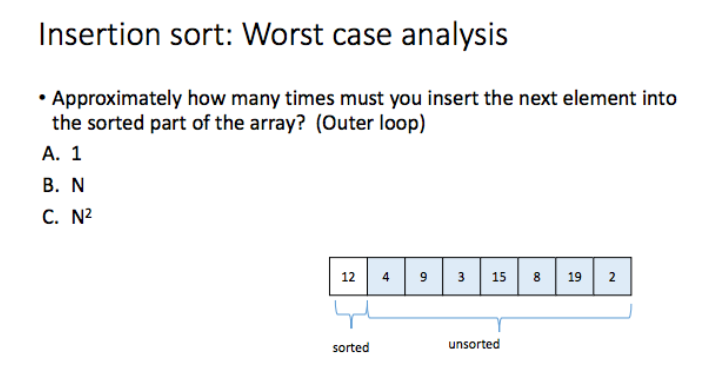 Insertion sort: Worst case analysis
• Approximately how many times must you insert the next element into
the sorted part of the array? (Outer loop)
A. 1
B. N
C. N²
12 4 9 3 15 8 19 2
sorted unsorted